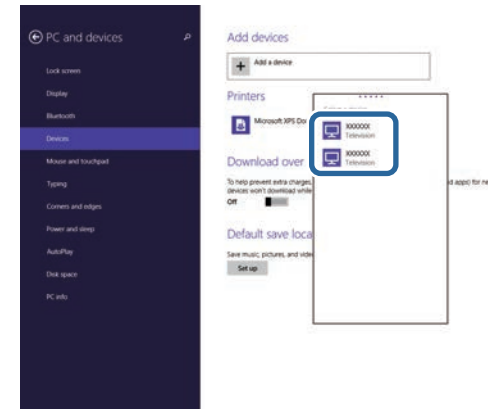 PC and devices
Lock screen
Display
Bluetooth
Devices
Mouse and touchpad
Typing
Corners and edges
Power and sleep
AutoPlay
Disk space
PC info
Add devices
Add a device
Printers
Microsoft XPS Do
XXXXXX
Television
XXXXXX
Television
Download over
To help prevent extra charges,
d apps) for ne
devices won't download while
Off
Default save loca
Save music, pictures, and vide
Set up